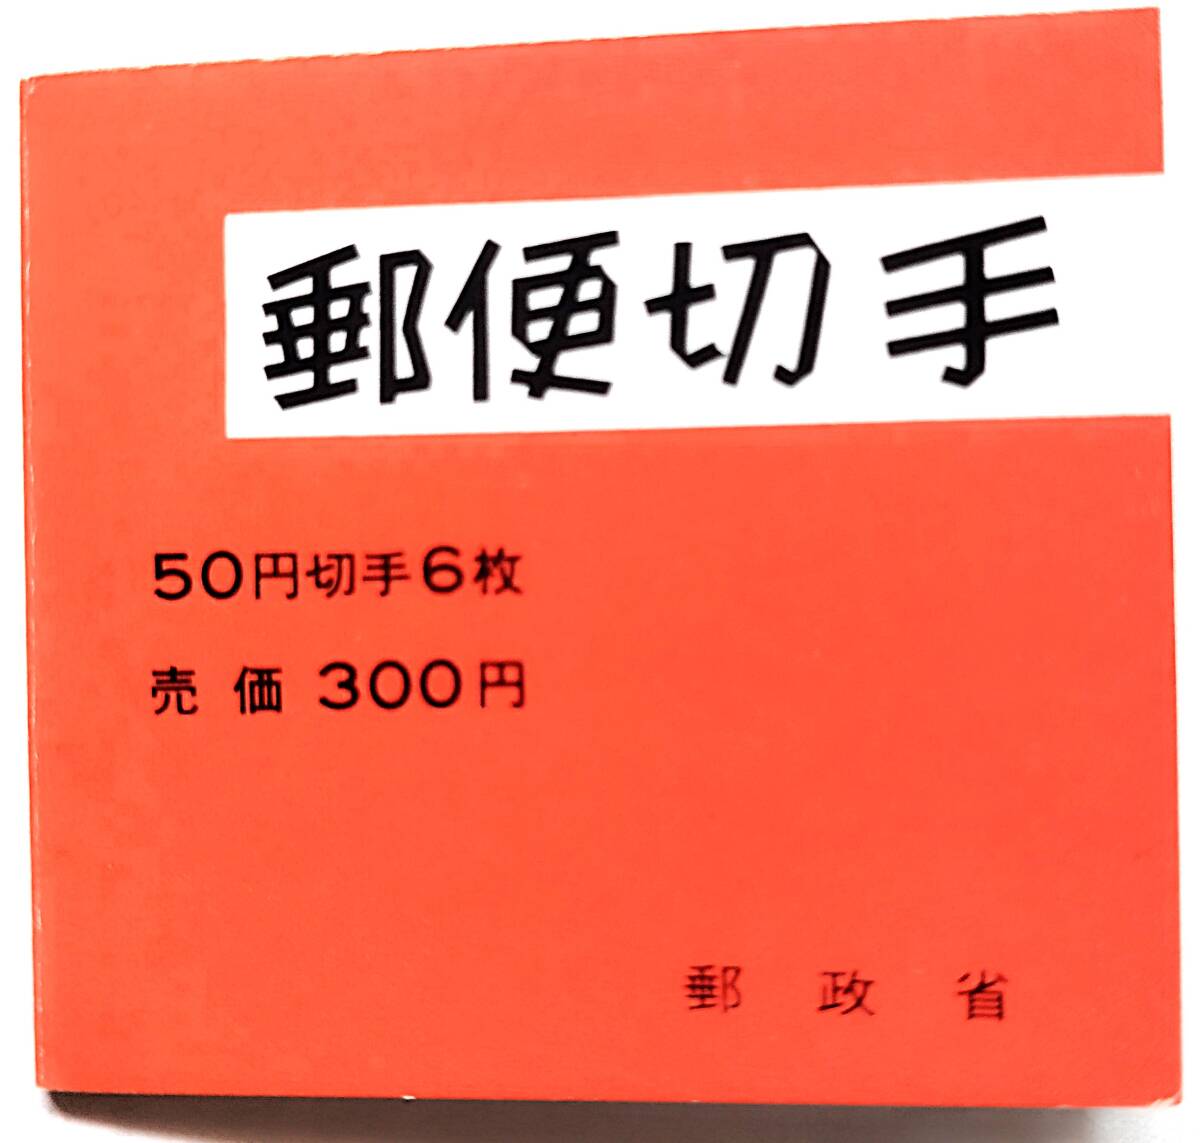 郵便切手
50円切手6枚
売価 300円
郵政省